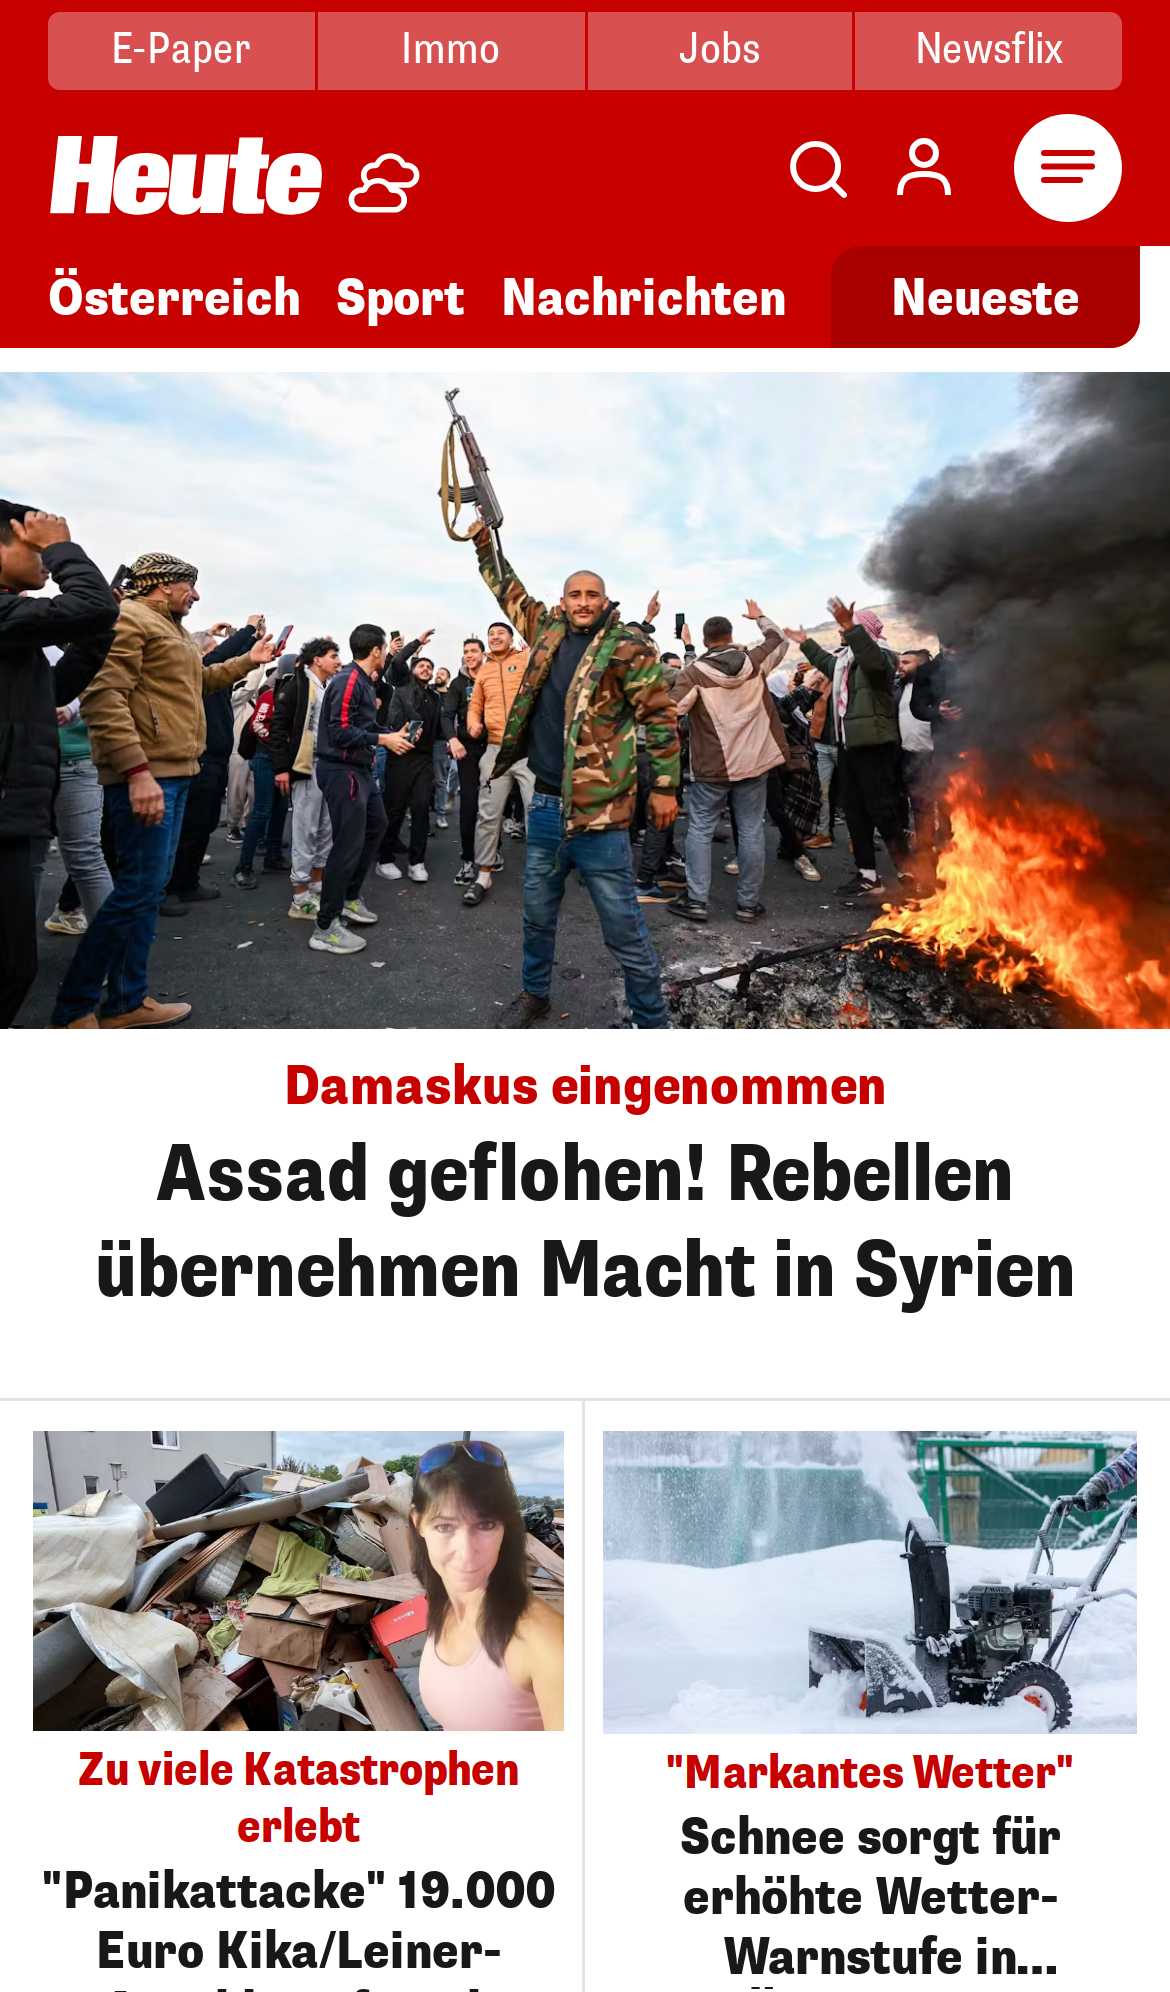 E-Paper
Immo
Jobs
Newsflix
Heute
Österreich
Sport
Nachrichten
Neueste
Damaskus eingenommen
Assad geflohen! Rebellen
übernehmen Macht in Syrien
Zu viele Katastrophen
erlebt
"Panikattacke" 19.000
Euro Kika/Leiner-
"Markantes Wetter"
Schnee sorgt für
erhöhte Wetter-
Warnstufe in...